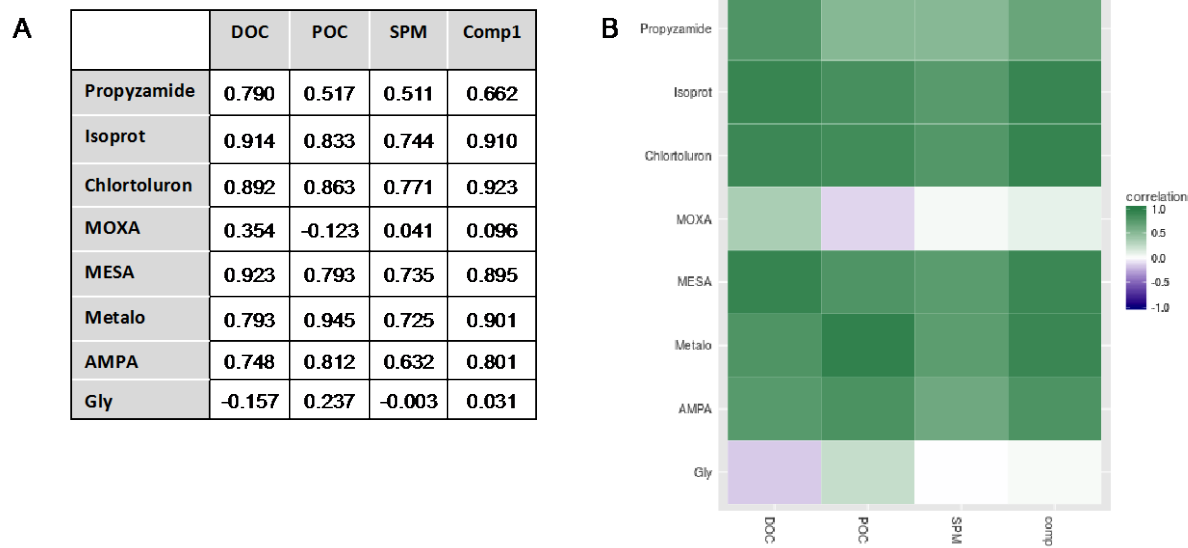 A
DOC POC SPM Comp1
Propyzamide 0.790 0.517 0.511 0.662
Isoprot 0.914 0.833 0.744 0.910
Chlortoluron 0.892 0.863 0.771 0.923
MOXA 0.354 -0.123 0.041 0.096
MESA 0.923 0.793 0.735 0.895
Metalo 0.793 0.945 0.725 0.901
AMPA 0.748 0.812 0.632 0.801
Gly -0.157 0.237 -0.003 0.031
B
Propyzamide
Isoprot
Chlortoluron
MOXA
MESA
Metalo
AMPA
Gly
DOC POC SPM comp
correlation
1.0
0.5
0.0
-0.5
-1.0